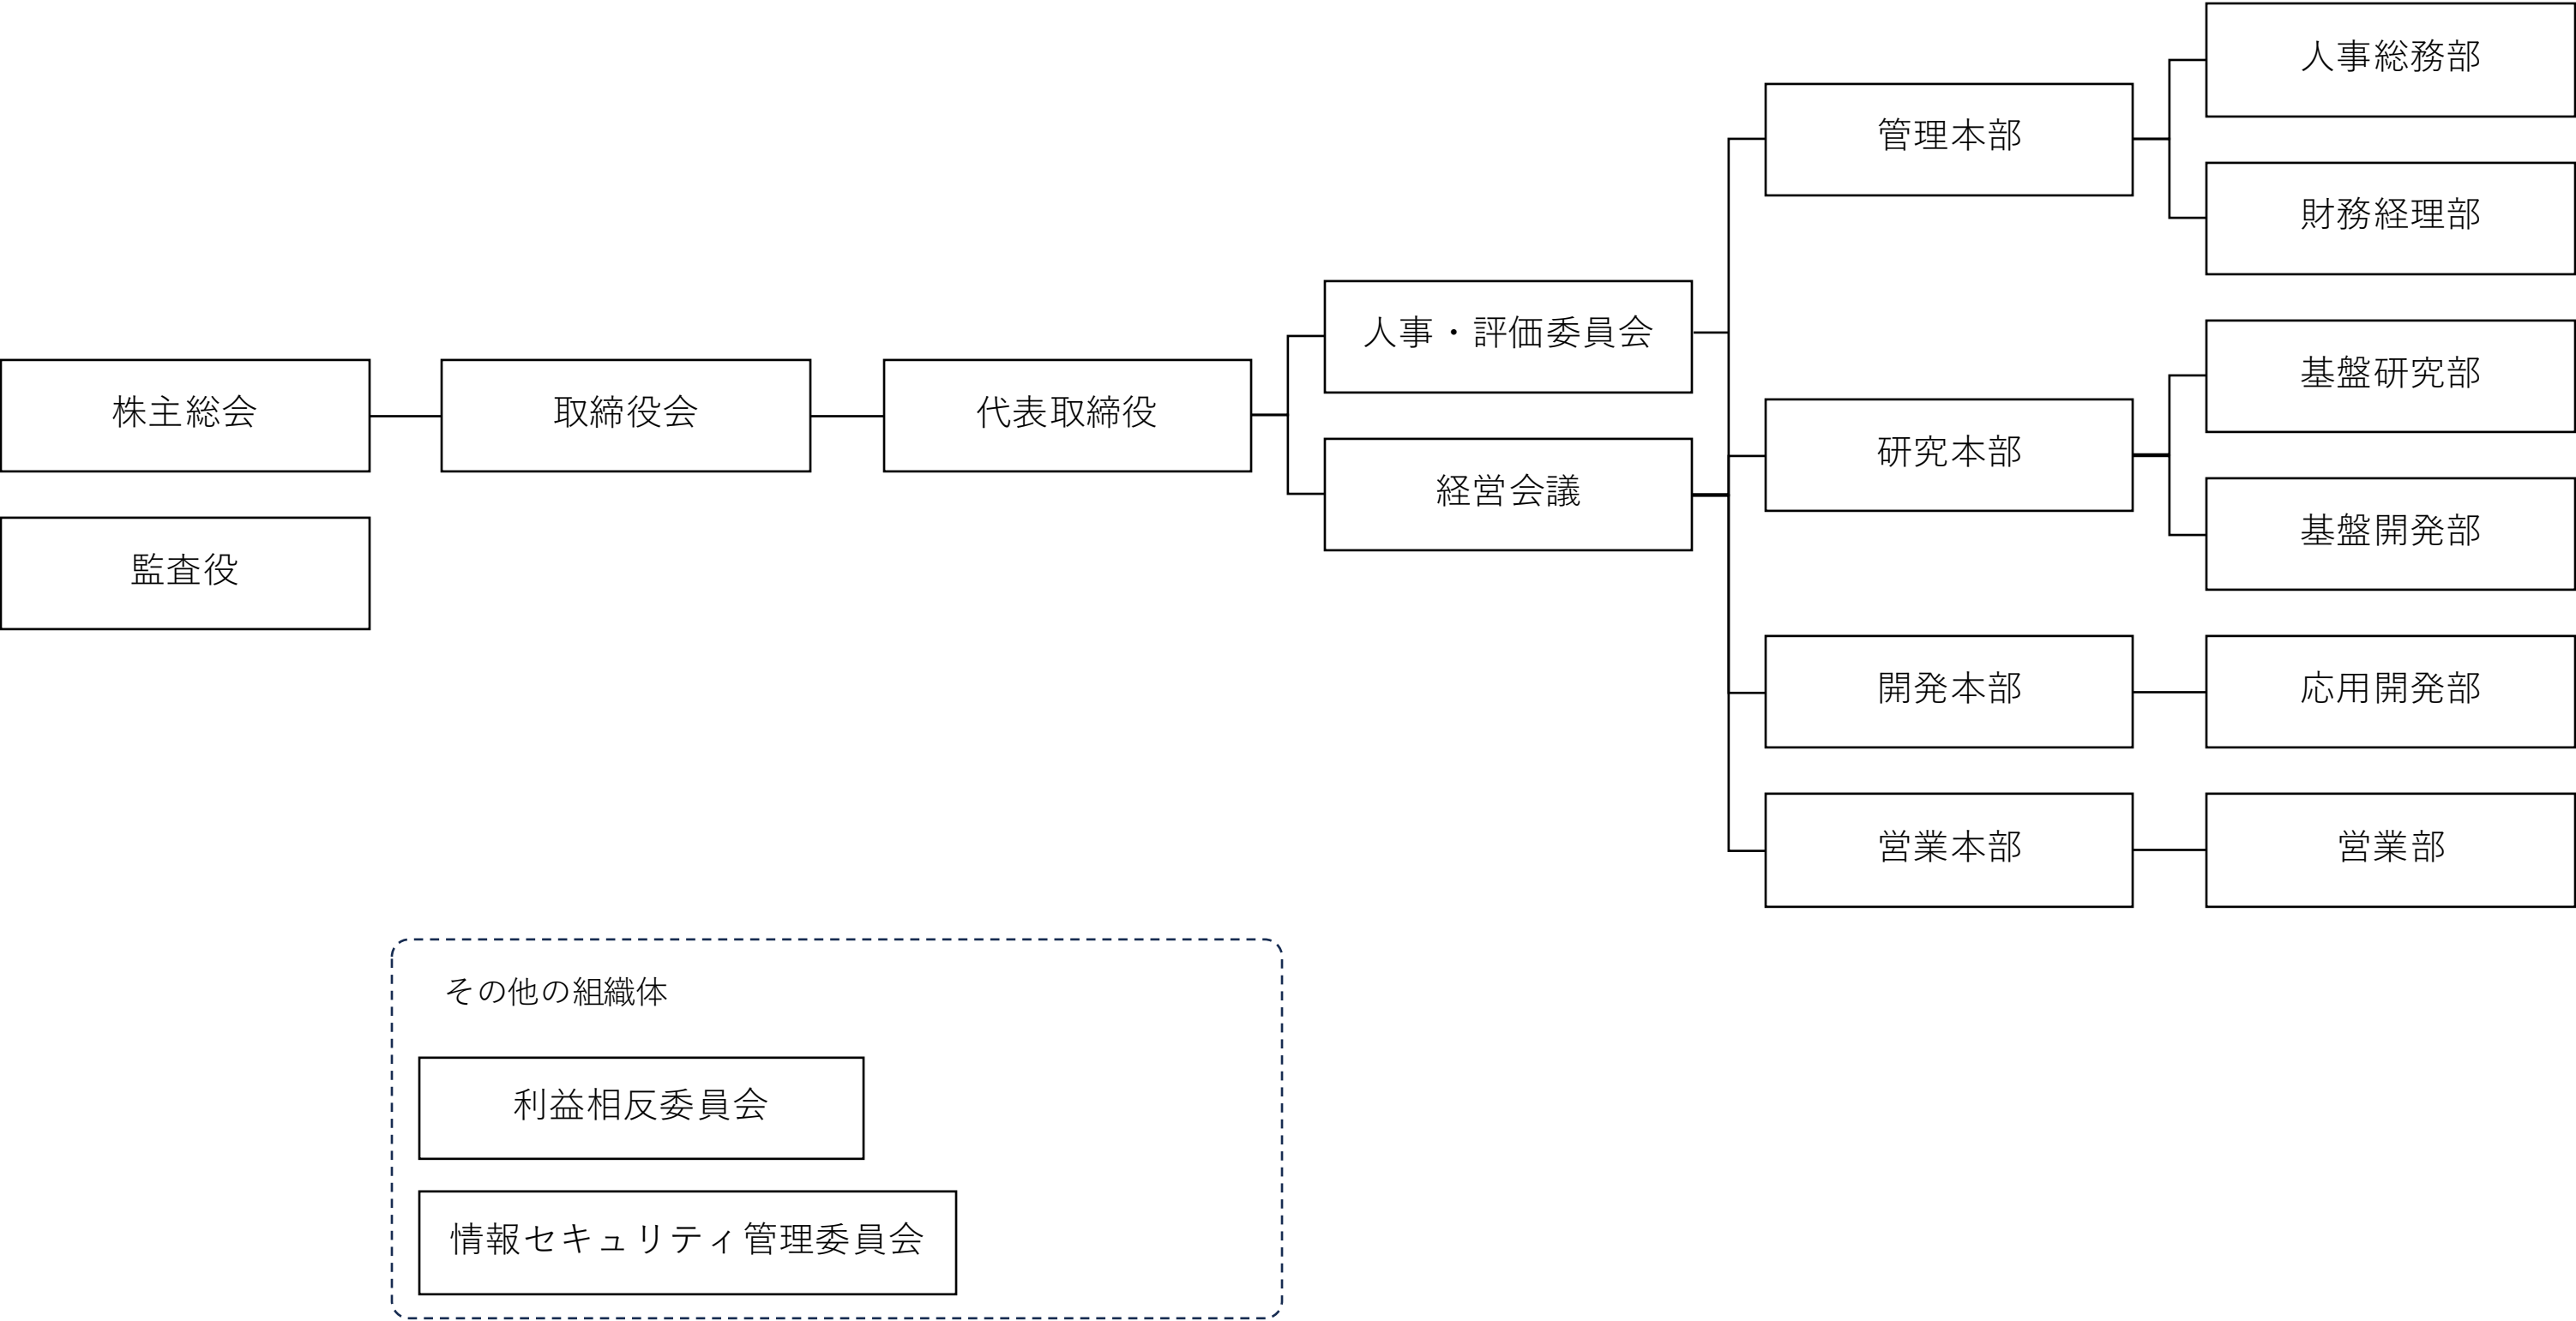 株主総会
監査役
取締役会
代表取締役
人事・評価委員会
経営会議
管理本部
人事総務部
財務経理部
研究本部
基盤研究部
基盤開発部
開発本部
応用開発部
営業本部
営業部
その他の組織体
利益相反委員会
情報セキュリティ管理委員会